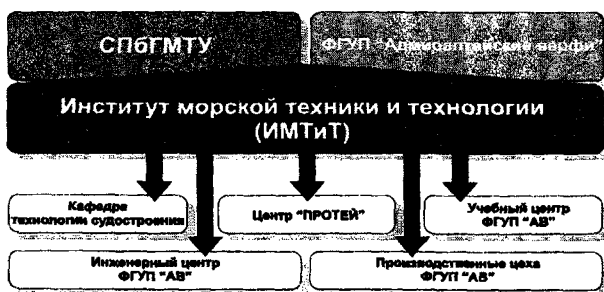 СПбГМТУ
ФГУП "Адмиралтейские верфи"
Институт морской техники и технологии
(ИМТиТ)
Кафедра
технологии судостроения
Центр "ПРОТЕЙ"
Учебный центр
ФГУП "АВ"
Инженерный центр
ФГУП "АВ"
Производственные цеха
ФГУП "АВ"